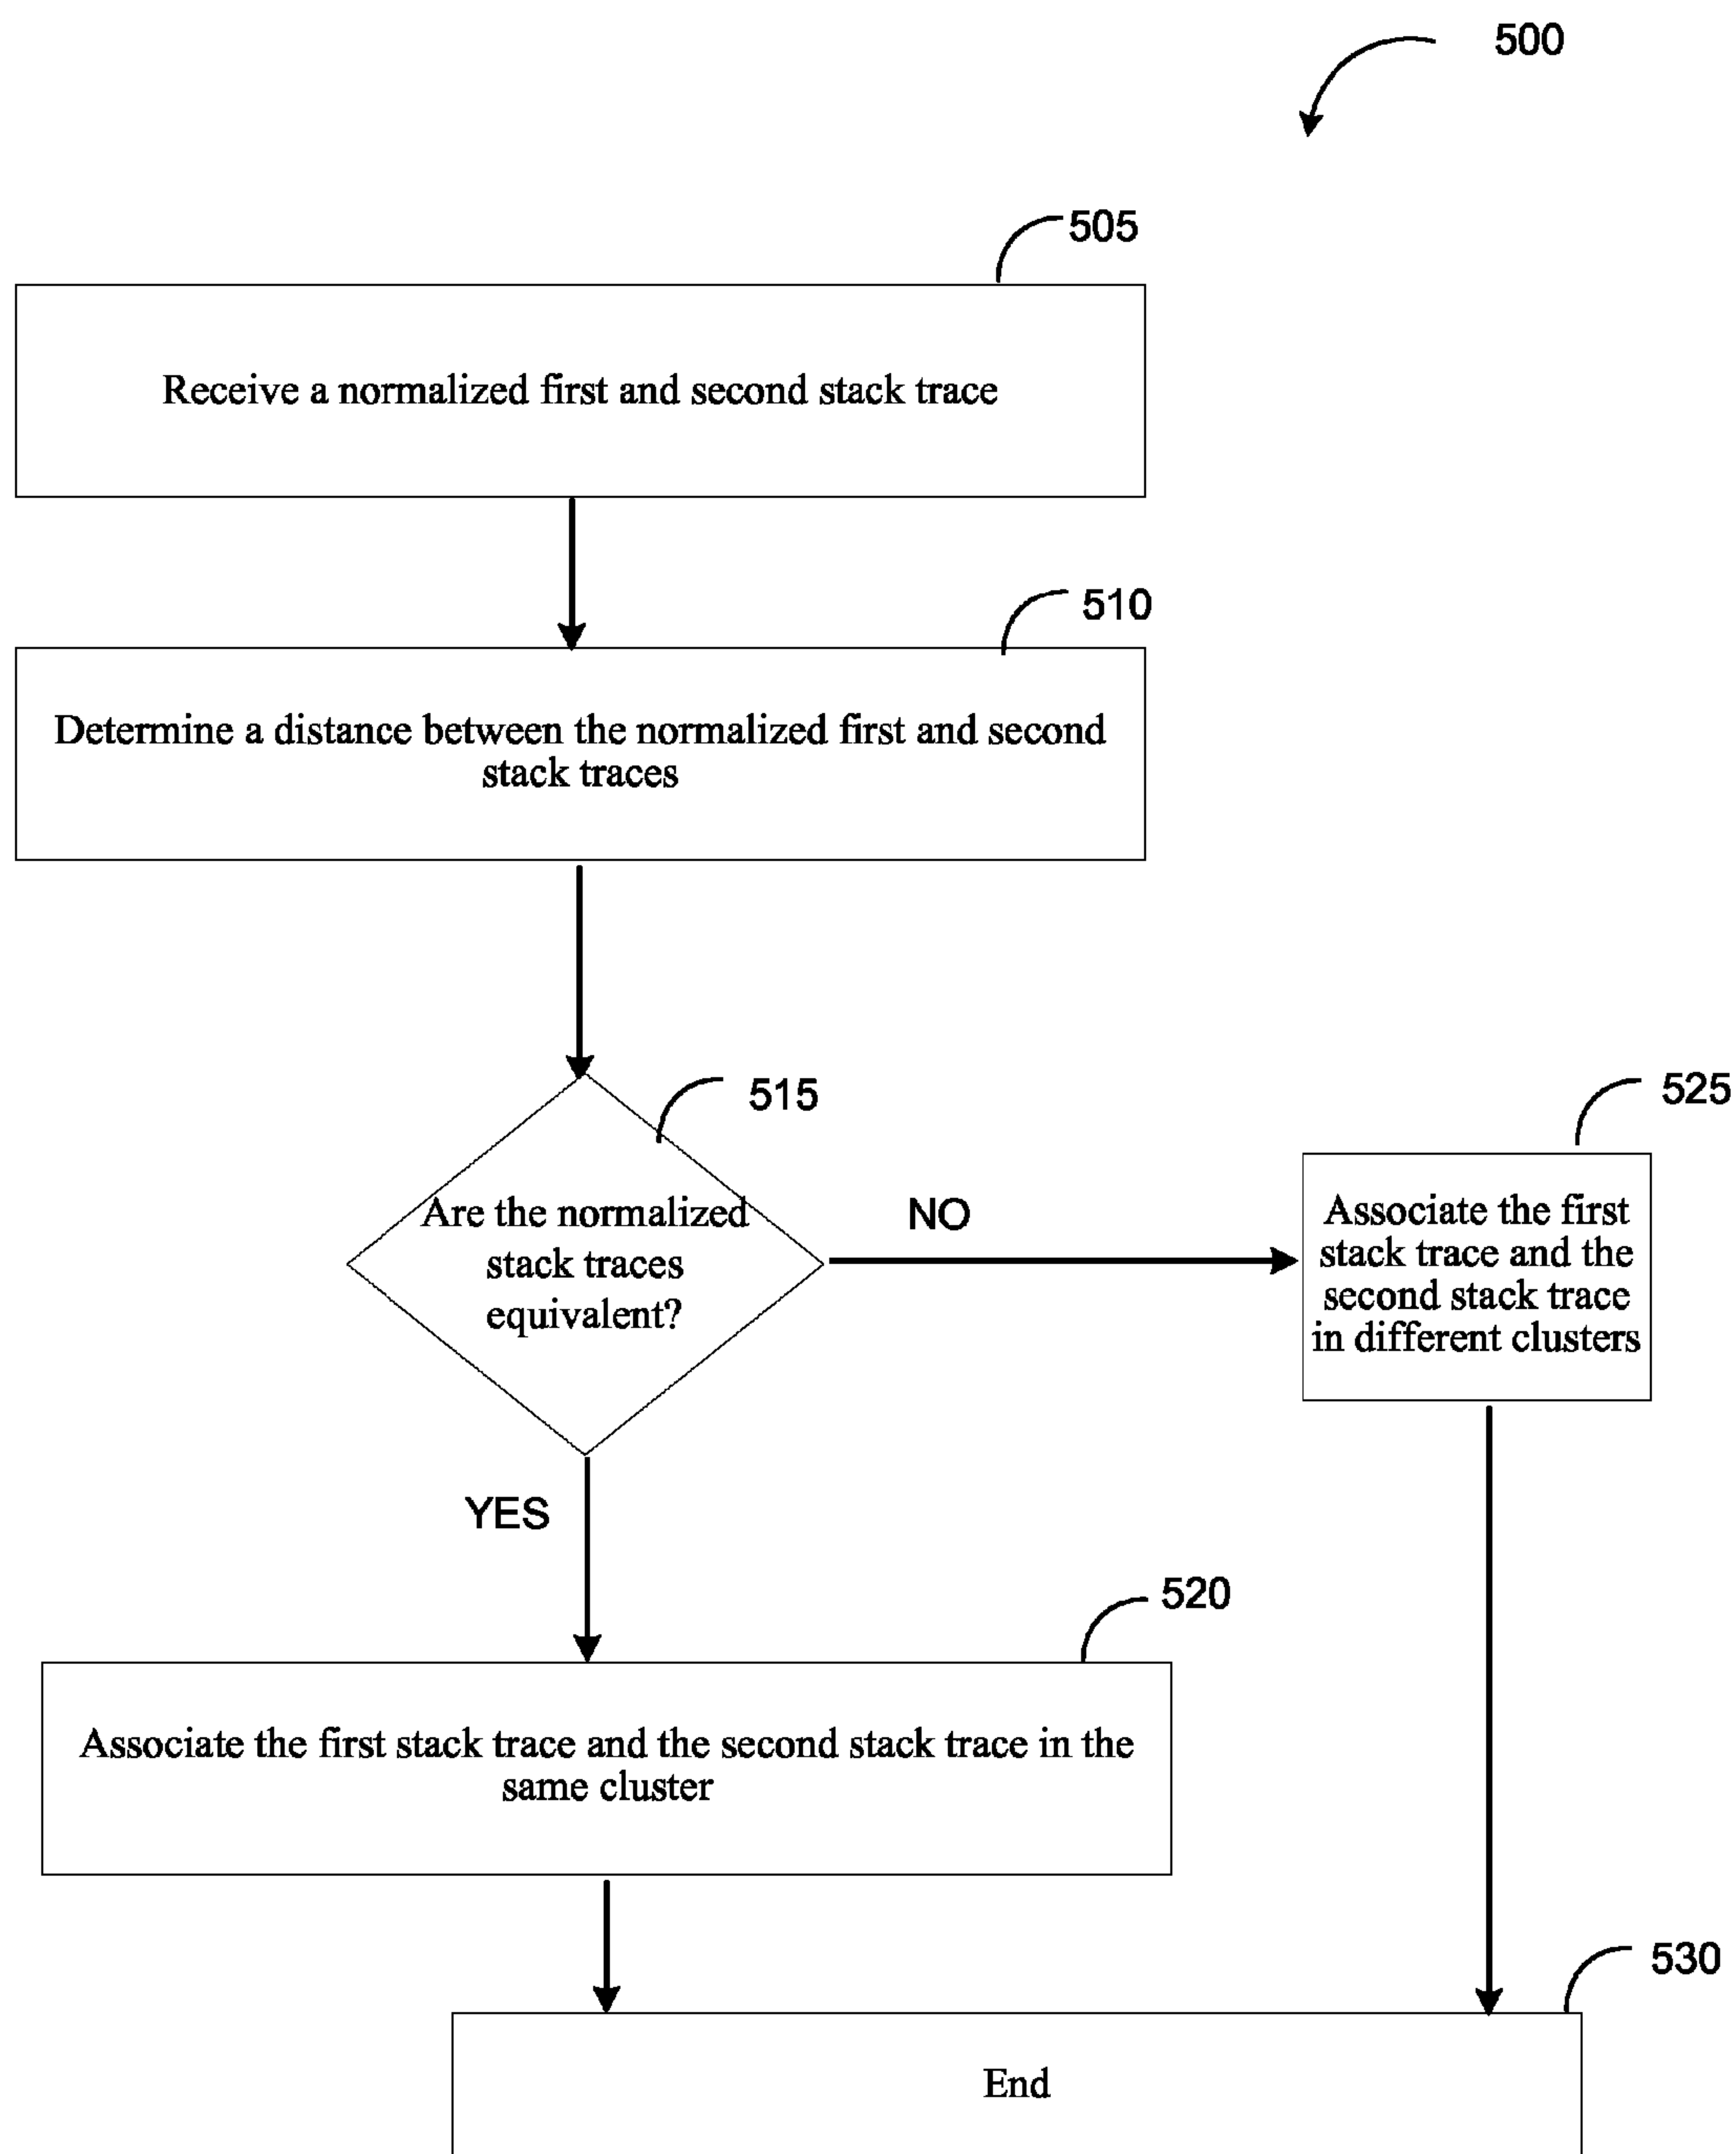 500
505
Receive a normalized first and second stack trace
510
Determine a distance between the normalized first and second
stack traces
515
Are the normalized
stack traces
equivalent?
NO
525
Associate the first
stack trace and the
second stack trace
in different clusters
YES
520
Associate the first stack trace and the second stack trace in the
same cluster
530
End